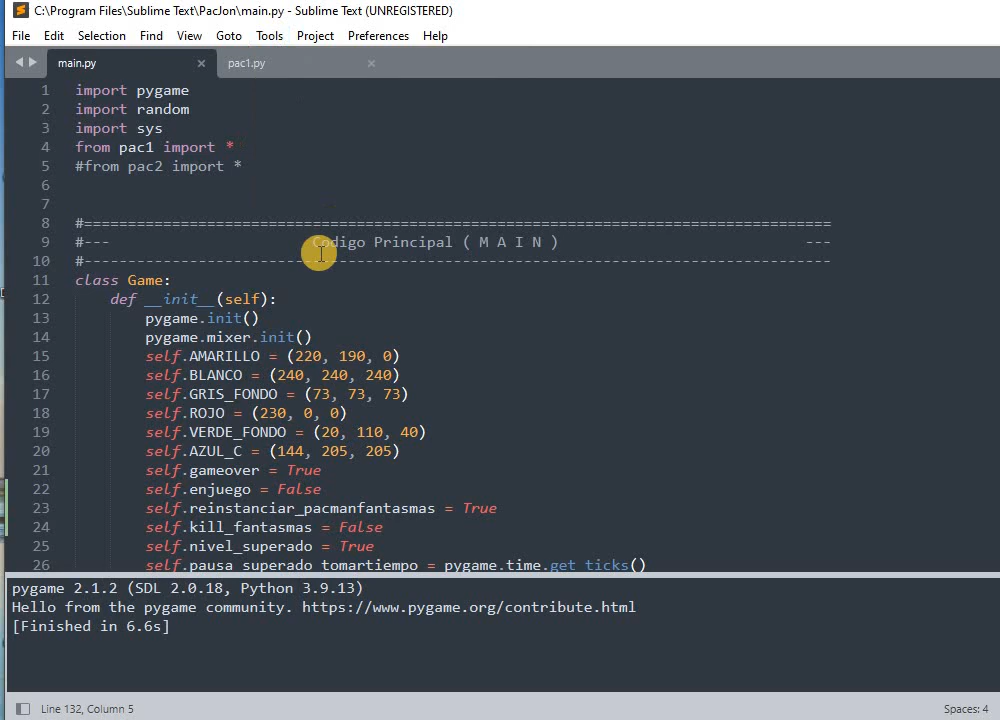 C:\Program Files\Sublime Text\PacJon\main.py - Sublime Text (UNREGISTERED)
File Edit Selection Find View Goto Tools Project Preferences Help
main.py × pac1.py ×
1 import pygame
2 import random
3 import sys
4 from pac1 import *
5 #from pac2 import *
6
7
8 #=====================================================================================
9 #--- Codigo Principal ( M A I N ) ---
10 #-------------------------------------------------------------------------------------
11 class Game:
12 def __init__(self):
13 pygame.init()
14 pygame.mixer.init()
15 self.AMARILLO = (220, 190, 0)
16 self.BLANCO = (240, 240, 240)
17 self.GRIS_FONDO = (73, 73, 73)
18 self.ROJO = (230, 0, 0)
19 self.VERDE_FONDO = (20, 110, 40)
20 self.AZUL_C = (144, 205, 205)
21 self.gameover = True
22 self.enjuego = False
23 self.reinstanciar_pacmanfantasmas = True
24 self.kill_fantasmas = False
25 self.nivel_superado = True
26 self.pausa_superado_tomartiempo = pygame.time.get_ticks()
pygame 2.1.2 (SDL 2.0.18, Python 3.9.13)
Hello from the pygame community. https://www.pygame.org/contribute.html
[Finished in 6.6s]
Line 132, Column 5 Spaces: 4